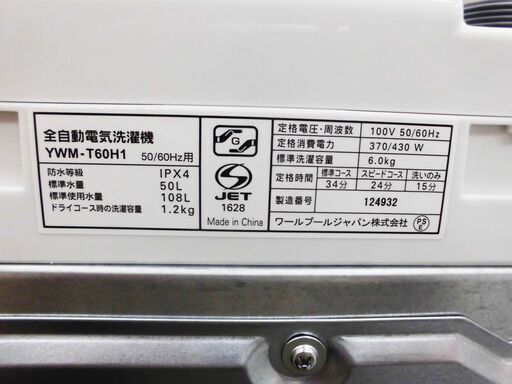 全自動電気洗濯機
YWM-T60H1 50/60Hz用
防水等級 IPX4
標準水量 50L
標準使用水量 108L
ドライコース時の洗濯容量 1.2kg
G
S
JET
1628
Made in China
定格電圧・周波数 100V 50/60Hz
定格消費電力 370/430 W
標準洗濯容量 6.0kg
定格時間 標準コース スピードコース 洗いのみ
34分 24分 15分
製造番号 124932
ワールプールジャパン株式会社 PSE